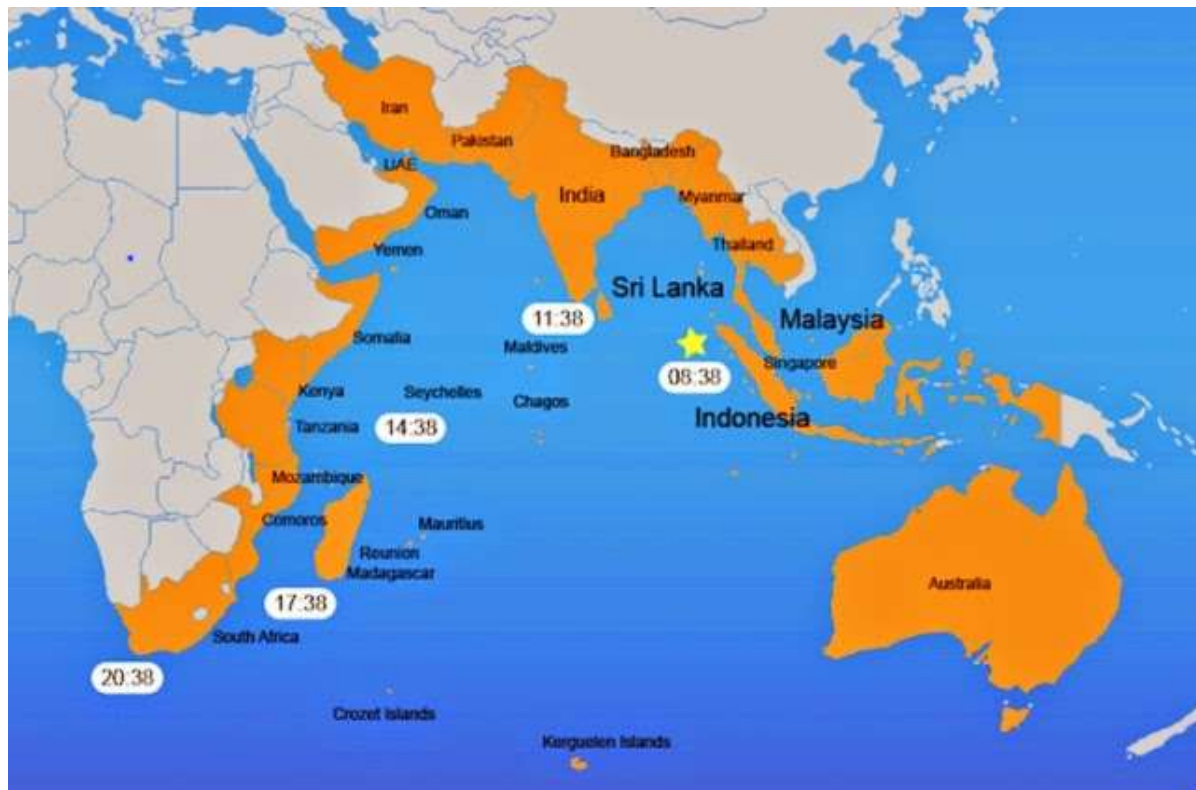 Iran
Pakistan
UAE
Bangladesh
India
Myanmar
Oman
Yemen
Thailand
Sri Lanka
11:38
Malaysia
Somalia
Maldives
Singapore
08:38
Kenya
Seychelles
Chagos
Indonesia
Tanzania
14:38
Mozambique
Comoros
Mauritius
Reunion
Madagascar
Australia
17:38
South Africa
20:38
Crozet Islands
Kerguelen Islands